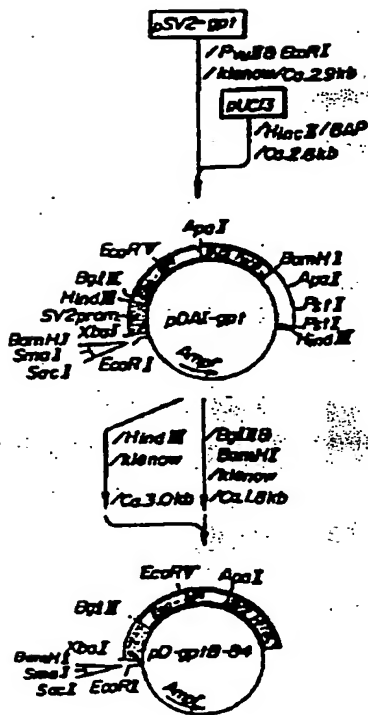 pSV2-gpt
/PvuII & EcoRI
/klenow/Ca.2.9kb
pUC13
/HincII/BAP
/Ca.2.8kb
ApaI
EcoRV
BamHI
BglII
ApaI
HindIII
SV2prom
PstI
XbaI
pDAI-gpt
PstI
BamHI
HindIII
SmaI
SacI
EcoRI
Ampr
/HindIII
/BglII &
BamHI
/klenow
/klenow
/Ca.3.0kb
/Ca.1.8kb
EcoRV
ApaI
BglII
XbaI
BamHI
pD-gptB-84
SmaI
SacI
EcoRI
Ampr